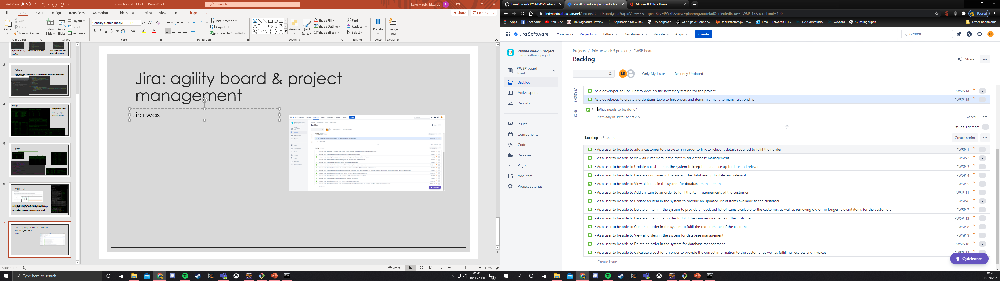 AutoSave Off
Geometric color block - PowerPoint
Search
Luke Martin Edwards LM
File Home Insert Design Transitions Animations Slide Show Review View Help Shape Format
Share Comments
Paste
Cut
Copy
Format Painter
Clipboard
New Slide
Reuse Slides
Layout
Reset
Section
Slides
Century Gothic (Body) 18
Font
Text Direction
Align Text
Convert to SmartArt
Paragraph
Arrange
Quick Styles
Shape Fill
Shape Outline
Shape Effects
Drawing
Find
Replace
Select
Editing
Dictate
Voice
Design Ideas
Designer
3
CRUD
4
CMD
5
ERD
6
VCS: git
7
Jira: agility board & project
management
Jira: agility board & project
management
Jira was
Slide 7 of 7
Notes
114%
Type here to search
01:45
18/09/2020
LukeEdwards1261/IMS-Starter at
PW5P board - Agile Board - Jira
Microsoft Office Home
ledwards.atlassian.net/secure/RapidBoard.jspa?rapidView=6&projectKey=PW5P&view=planning.nodetail&selectedIssue=PW5P-15&issueLimit=100
Paused
Apps Facebook YouTube 100 Signature Taver... Application for Cust... UA-ShipsSea Of Ships & Cannon... tasks/factors.py · m... Email - Edwards, Lu... QA Community QA.com Gunslinger.pdf Other bookmarks
Jira Software Your work Projects Filters Dashboards People Apps Create Search LE
Private week 5 project
Classic software project
PW5P board
Board
Backlog
Active sprints
Reports
Issues
Components
Code
Releases
Pages
Add item
Project settings
Projects / Private week 5 project / PW5P board
Backlog
Share
LE
Only My Issues Recently Updated
VERSIONS
EPICS
As a developer, to use Junit to develop the necessary testing for the project PW5P-14 -
As a developer, to create a orderitems table to link orders and items in a many to many relationship PW5P-15 -
What needs to be done?
New Story in PW5P Sprint 2
Cancel
2 issues Estimate 0
Backlog 13 issues
Create sprint
• As a user to be able to add a customer to the system in order to link to relevant details required to fulfil their order PW5P-1 -
• As a user to be able to view all customers in the system for database management PW5P-2 -
• As a user to be able to Update a customer in the system to keep the database up to date and relevant PW5P-3 -
• As a user to be able to Delete a customer in the system the database up to date and relevant PW5P-4 -
• As a user to be able to View all items in the system for database management PW5P-5 -
• As a user to be able to Add an item to an order to fulfil the item requirements of the customer PW5P-11 -
• As a user to be able to Update an item in the system to provide an updated list of items available to the customer PW5P-6 -
• As a user to be able to Delete an item in the system to provide an updated list of items available to the customer, as well as removing old or no longer relevant items for the customers PW5P-7 -
• As a user to be able to Delete an item in an order to fulfil the item requirements of the customer PW5P-13 -
• As a user to be able to Create an order in the system to fulfil the requirements of the customer PW5P-8 -
• As a user to be able to View all orders in the system for database management PW5P-9 -
• As a user to be able to Delete an order in the system for database management PW5P-10 -
• As a user to be able to Calculate a cost for an order to provide the correct information to the customer as well as fulfilling receipts and invoices PW5P-12
+ Create issue
Quickstart
01:45
18/09/2020